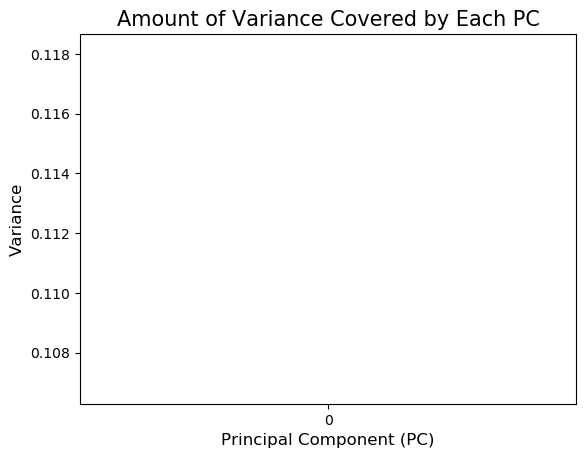 Amount of Variance Covered by Each PC
0.118
0.116
0.114
0.112
0.110
0.108
Variance
0
Principal Component (PC)